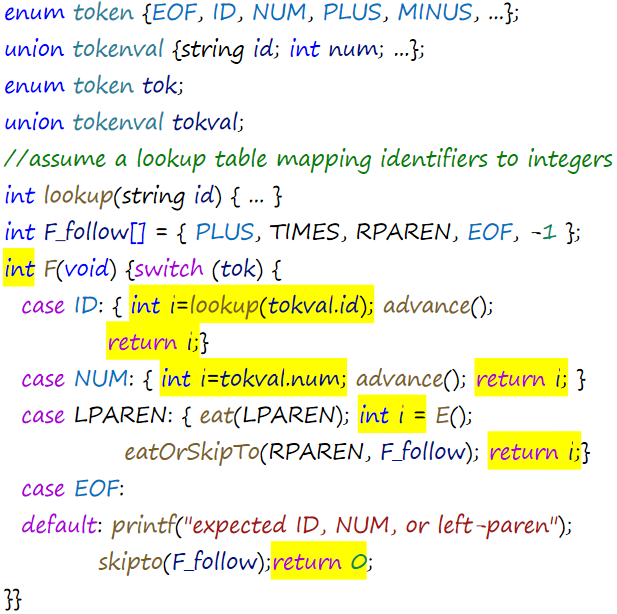 enum token {EOF, ID, NUM, PLUS, MINUS, ...};
union tokenval {string id; int num; ...};
enum token tok;
union tokenval tokval;
//assume a lookup table mapping identifiers to integers
int lookup(string id) { ... }
int F_follow[] = { PLUS, TIMES, RPAREN, EOF, -1 };
int F(void) {switch (tok) {
case ID: { int i=lookup(tokval.id); advance();
return i;}
case NUM: { int i=tokval.num; advance(); return i; }
case LPAREN: { eat(LPAREN); int i = E();
eatOrSkipTo(RPAREN, F_follow); return i;}
case EOF:
default: printf("expected ID, NUM, or left-paren");
skipto(F_follow);return 0;
}}